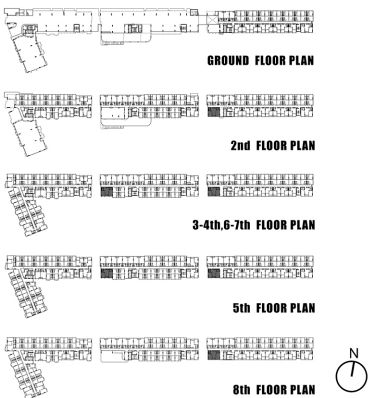 GROUND FLOOR PLAN
2nd FLOOR PLAN
3-4th,6-7th FLOOR PLAN
5th FLOOR PLAN
N
8th FLOOR PLAN